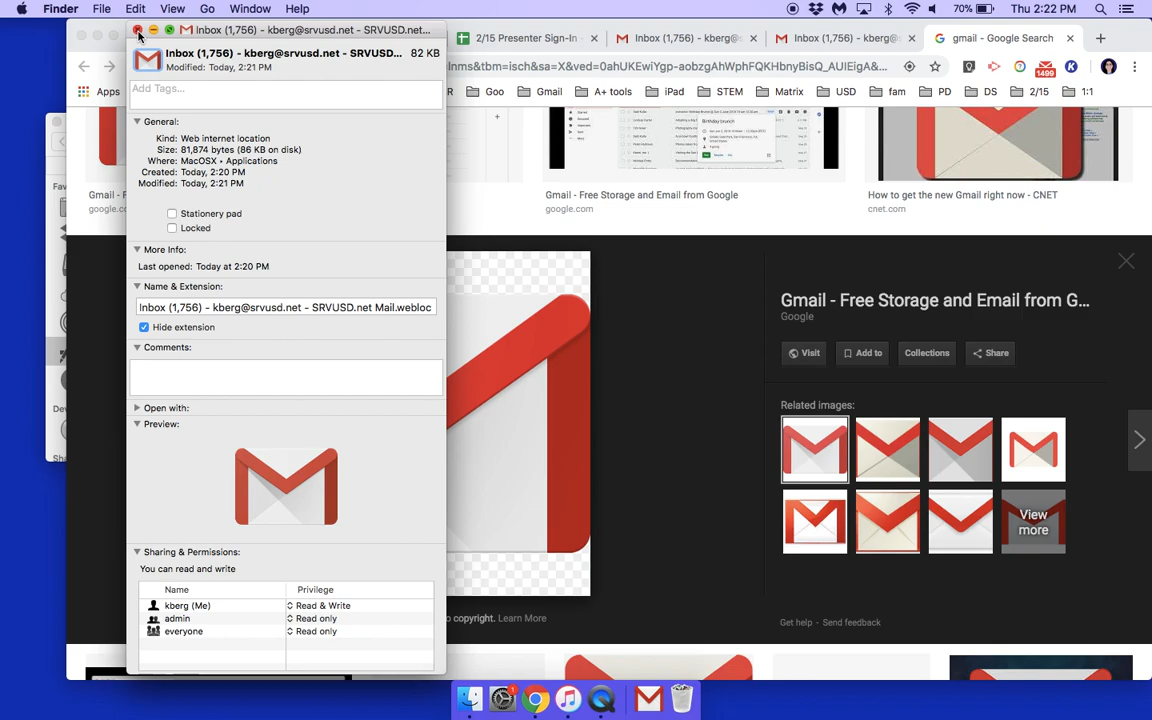 Finder File Edit View Go Window Help
70% Thu 2:22 PM
Inbox (1,756) - kberg@srvusd.net - SRVUSD.net...
2/15 Presenter Sign-In
Inbox (1,756) - kberg@s
Inbox (1,756) - kberg@s
gmail - Google Search
Inbox (1,756) - kberg@srvusd.net - SRVUSD... 82 KB
Modified: Today, 2:21 PM
1499
Add Tags...
Apps
Goo Gmail A+ tools iPad STEM Matrix USD fam PD DS 2/15 1:1
General:
Kind: Web internet location
Size: 81,874 bytes (86 KB on disk)
Where: MacOSX ▸ Applications
Created: Today, 2:20 PM
Modified: Today, 2:21 PM
Stationery pad
Locked
Gmail - Free Storage and Email from Google
google.com
How to get the new Gmail right now - CNET
cnet.com
Gmail - F
google.com
More Info:
Last opened: Today at 2:20 PM
Name & Extension:
Inbox (1,756) - kberg@srvusd.net - SRVUSD.net Mail.webloc
Hide extension
Comments:
Open with:
Preview:
Sharing & Permissions:
You can read and write
Name Privilege
kberg (Me) Read & Write
admin Read only
everyone Read only
Gmail - Free Storage and Email from G...
Google
Visit Add to Collections Share
Related images:
View more
o copyright. Learn More
Get help - Send feedback